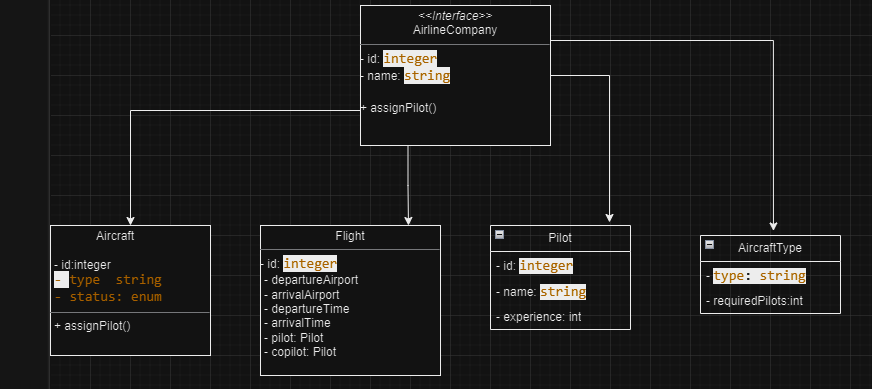 <<Interface>>
AirlineCompany
- id: integer
- name: string
+ assignPilot()
Aircraft
- id:integer
- type  string
- status: enum
+ assignPilot()
Flight
- id: integer
- departureAirport
- arrivalAirport
- departureTime
- arrivalTime
- pilot: Pilot
- copilot: Pilot
Pilot
- id: integer
- name: string
- experience: int
AircraftType
- type: string
- requiredPilots:int